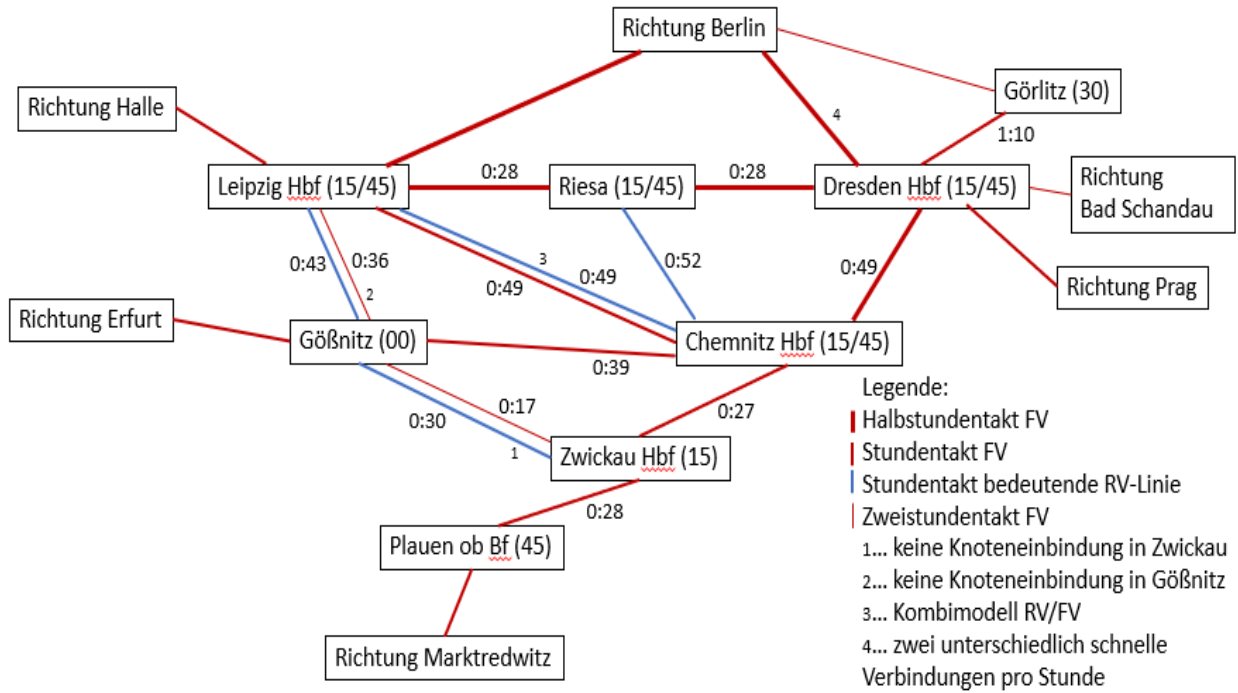 Richtung Berlin
Richtung Halle
Görlitz (30)
4
1:10
Leipzig Hbf (15/45)
0:28
Riesa (15/45)
0:28
Dresden Hbf (15/45)
Richtung
Bad Schandau
0:43
0:36
2
3
0:49
0:49
0:52
0:49
Richtung Prag
Richtung Erfurt
Gößnitz (00)
0:39
Chemnitz Hbf (15/45)
0:30
0:17
1
0:27
Zwickau Hbf (15)
0:28
Plauen ob Bf (45)
Richtung Marktredwitz
Legende:
Halbstundentakt FV
Stundentakt FV
Stundentakt bedeutende RV-Linie
Zweistundentakt FV
1... keine Knoteneinbindung in Zwickau
2... keine Knoteneinbindung in Gößnitz
3... Kombimodell RV/FV
4... zwei unterschiedlich schnelle
Verbindungen pro Stunde